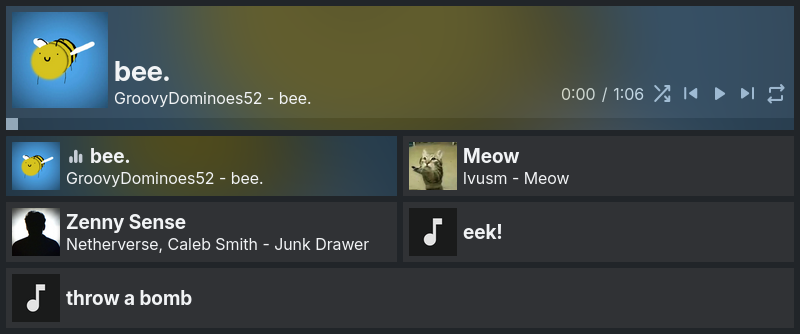 bee.
GroovyDominoes52 - bee.
0:00 / 1:06
bee.
GroovyDominoes52 - bee.
Meow
Ivusm - Meow
Zenny Sense
Netherverse, Caleb Smith - Junk Drawer
eek!
throw a bomb